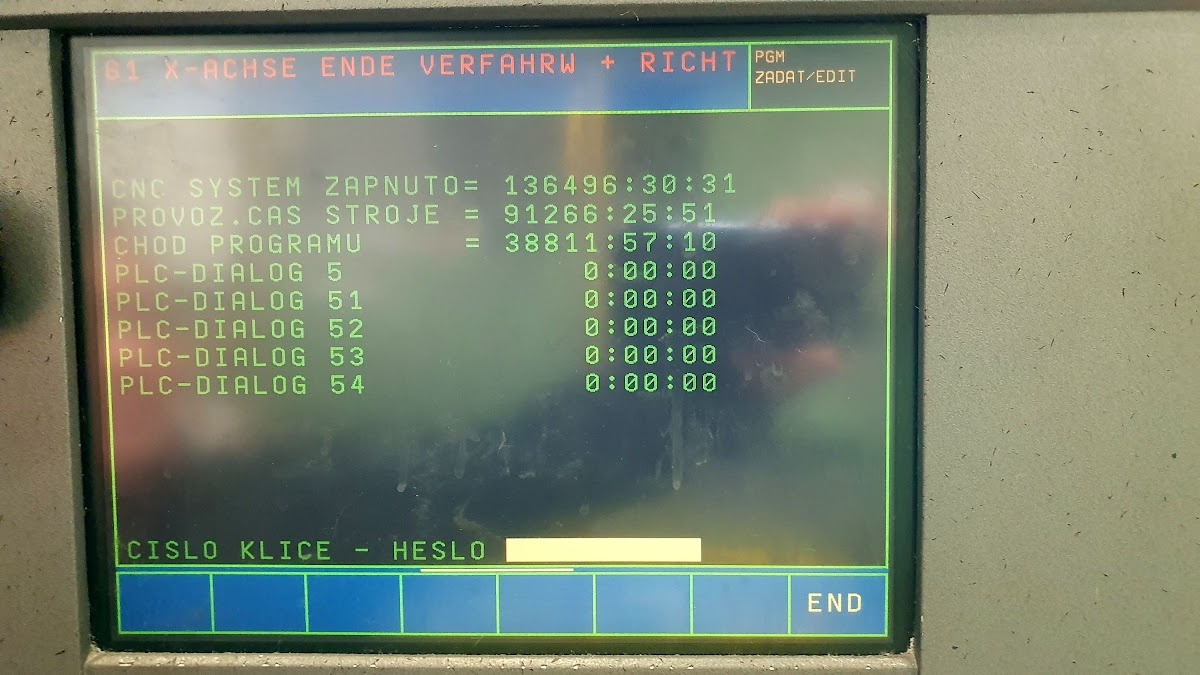 81 X-ACHSE ENDE VERFAHRW + RICHT
PGM
ZADAT/EDIT
CNC SYSTEM ZAPNUTO= 136496:30:31
PROVOZ.CAS STROJE = 91266:25:51
CHOD PROGRAMU = 38811:57:10
PLC-DIALOG 5 0:00:00
PLC-DIALOG 51 0:00:00
PLC-DIALOG 52 0:00:00
PLC-DIALOG 53 0:00:00
PLC-DIALOG 54 0:00:00
CISLO KLICE - HESLO
END